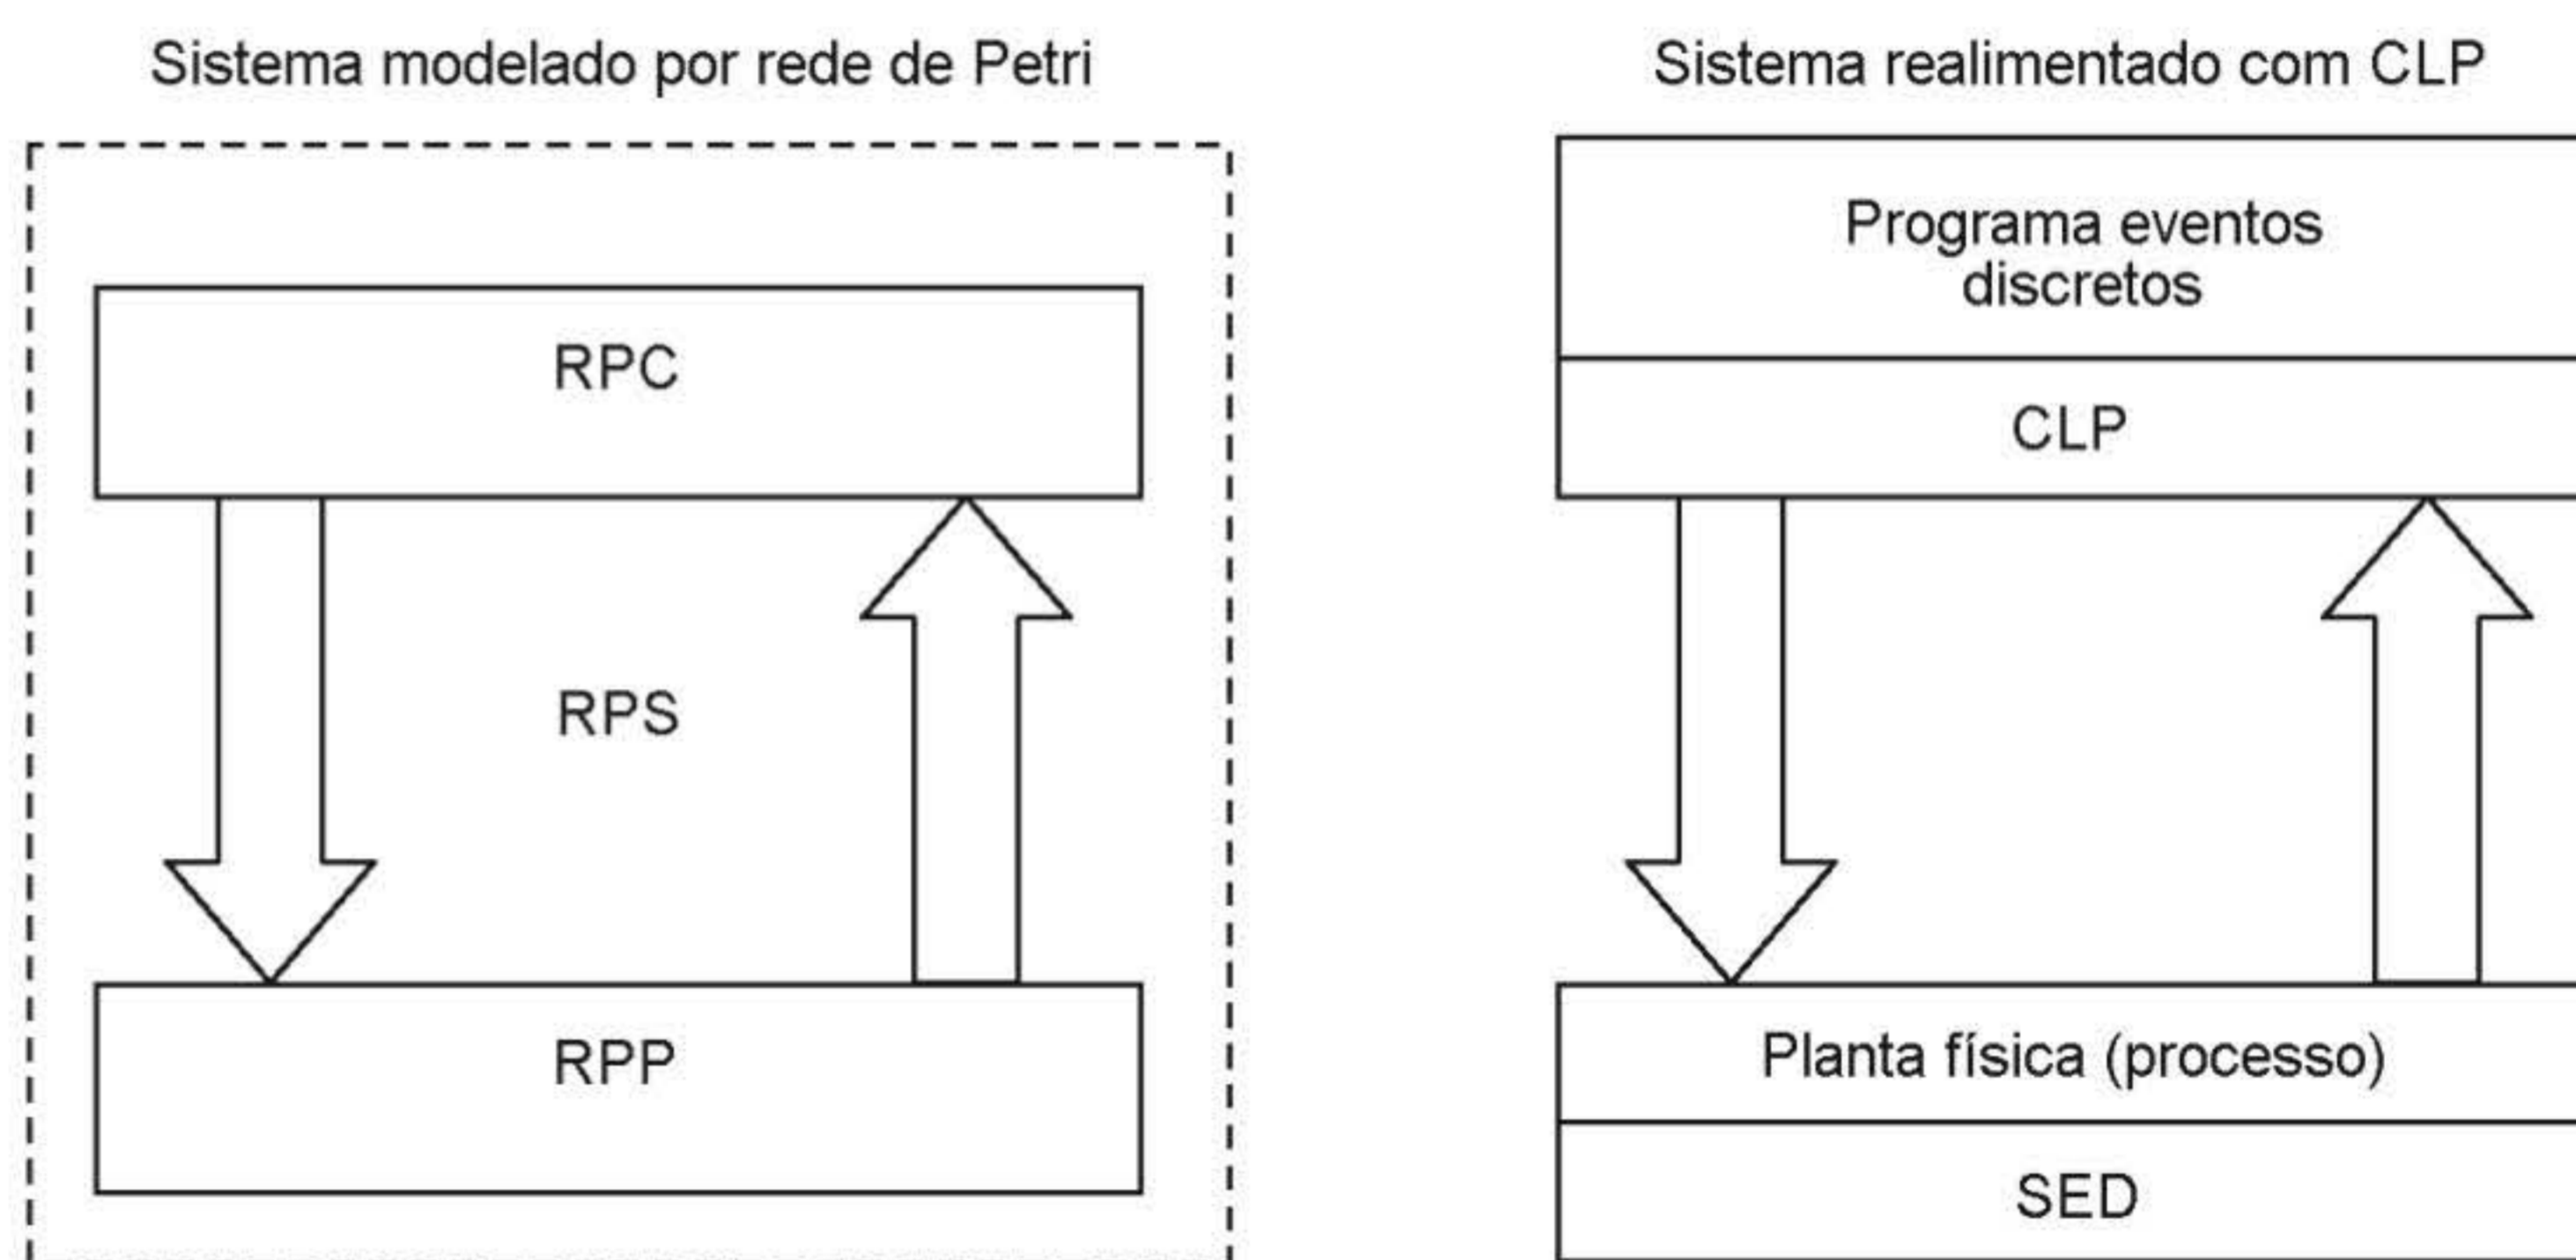 Sistema modelado por rede de Petri
RPC
RPS
RPP
Sistema realimentado com CLP
Programa eventos
discretos
CLP
Planta física (processo)
SED